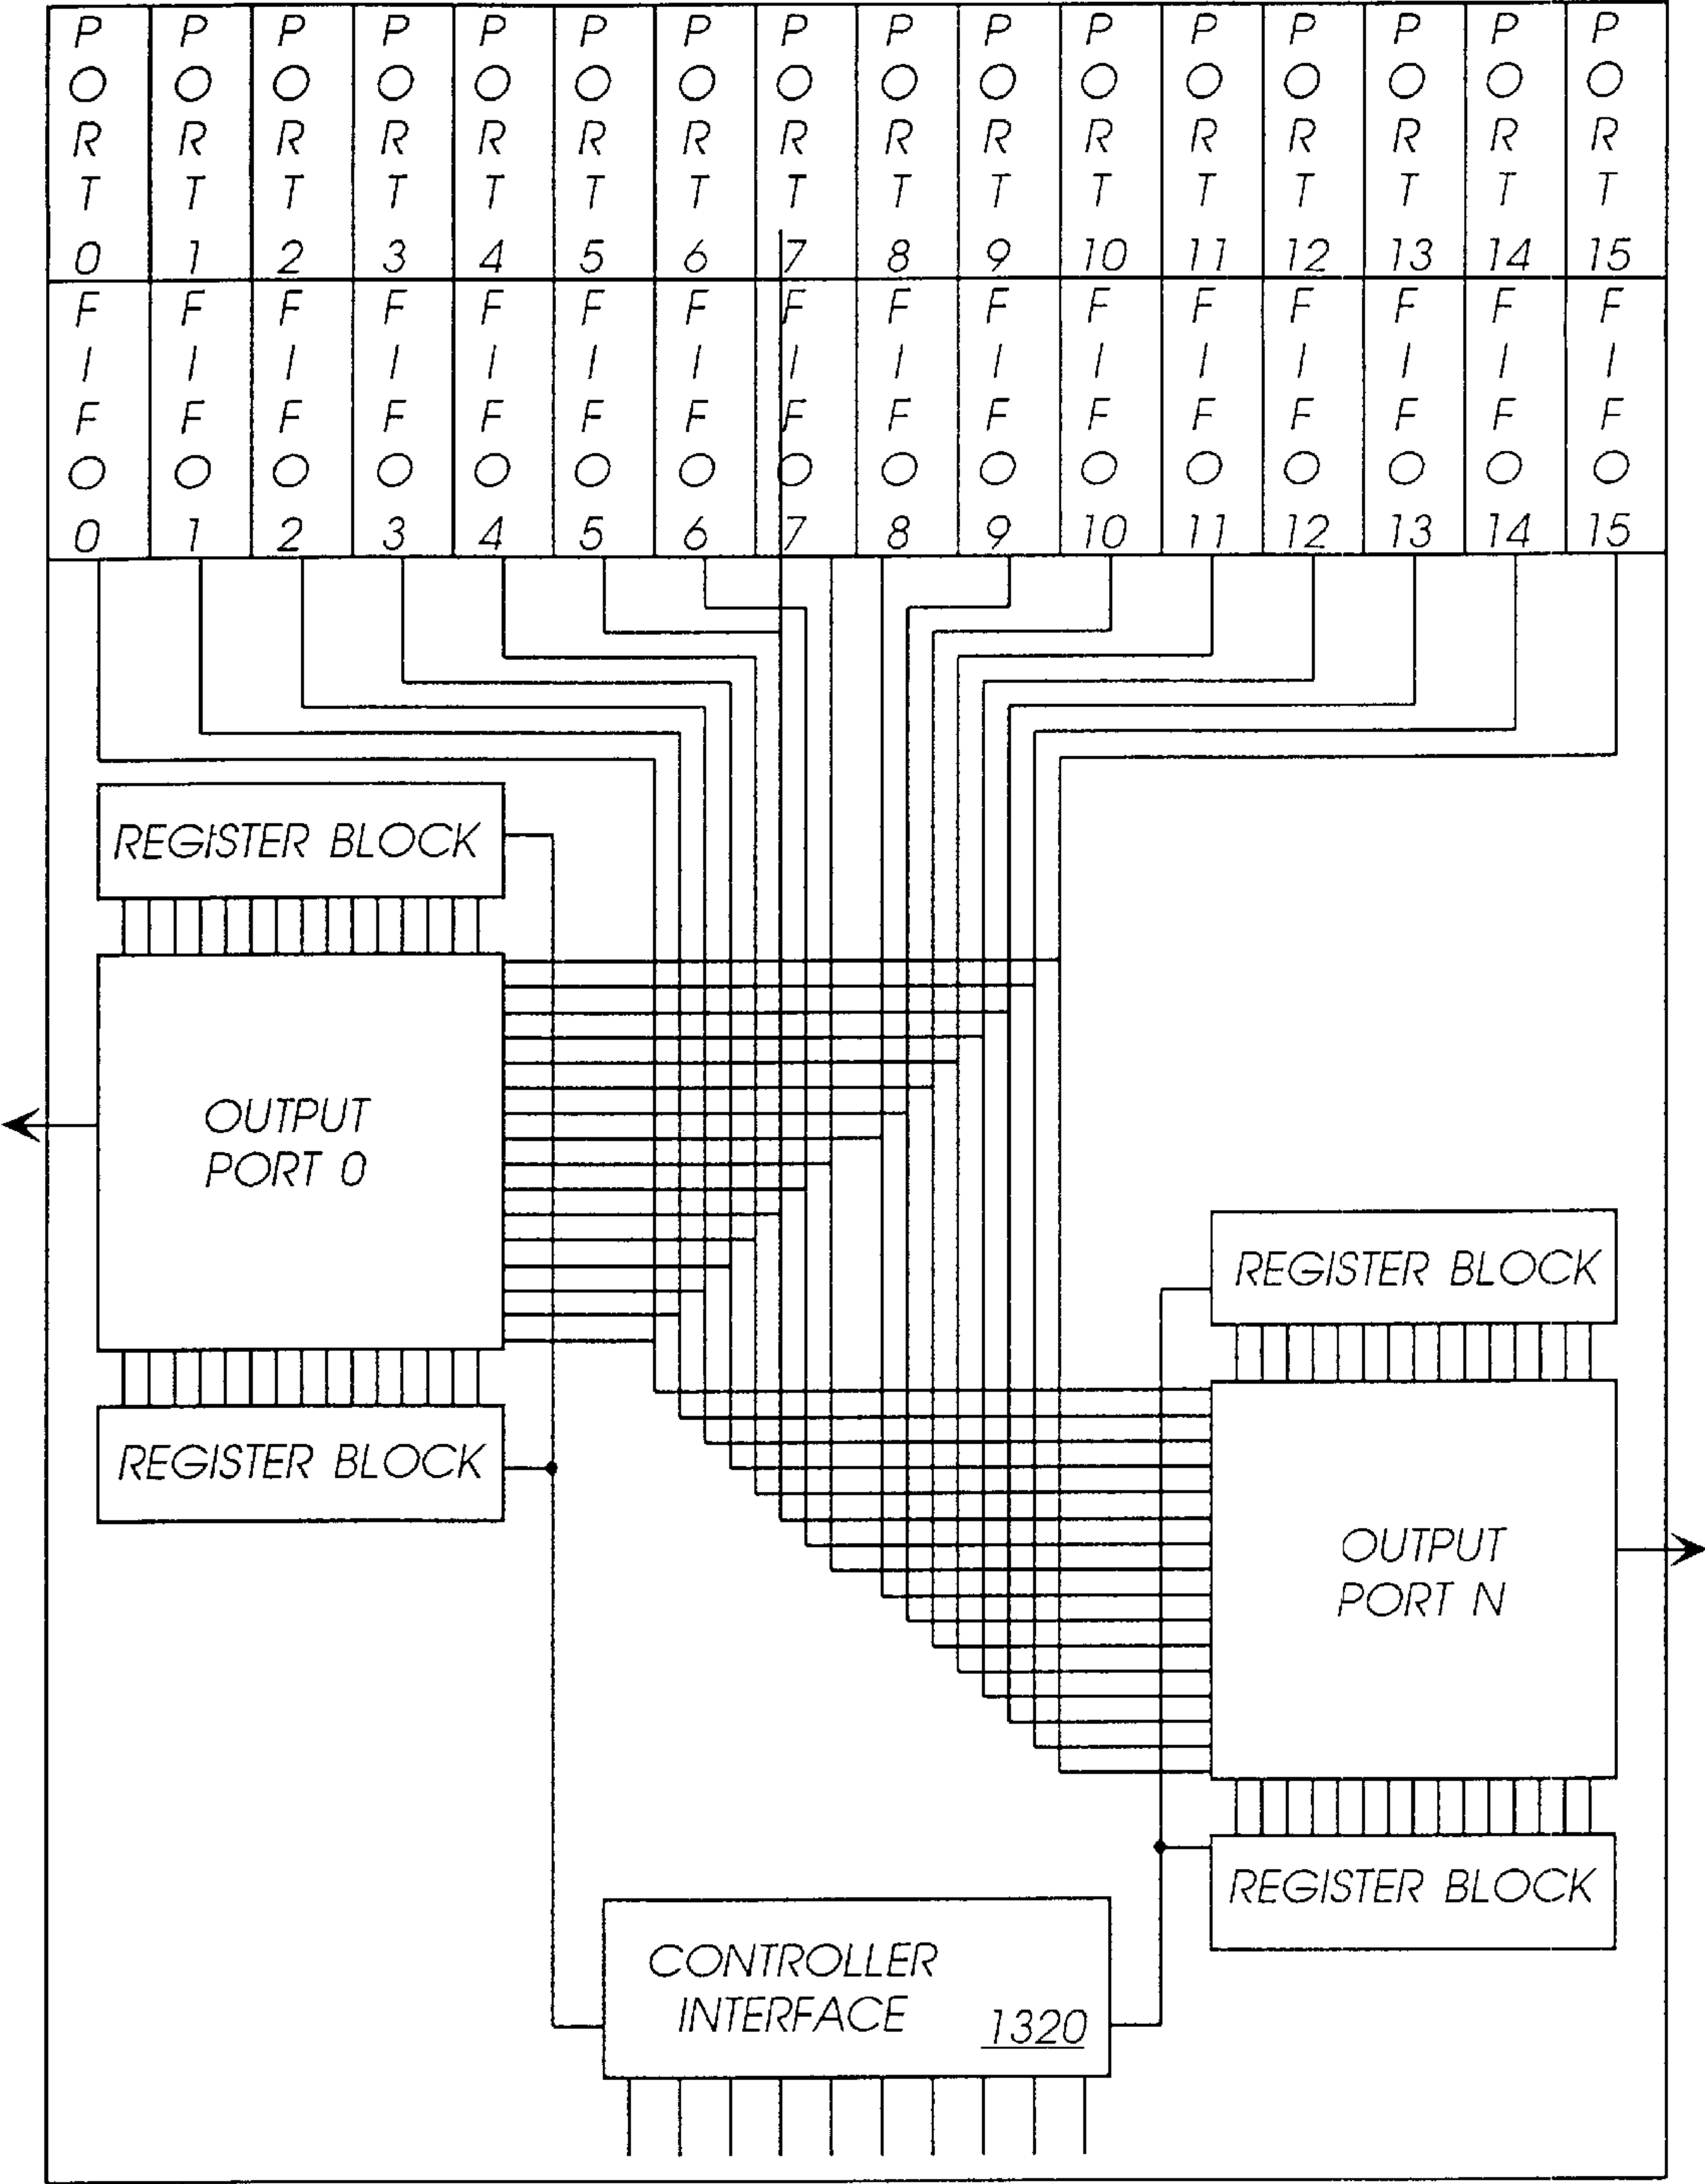 PORT 0
PORT 1
PORT 2
PORT 3
PORT 4
PORT 5
PORT 6
PORT 7
PORT 8
PORT 9
PORT 10
PORT 11
PORT 12
PORT 13
PORT 14
PORT 15
FIFO 0
FIFO 1
FIFO 2
FIFO 3
FIFO 4
FIFO 5
FIFO 6
FIFO 7
FIFO 8
FIFO 9
FIFO 10
FIFO 11
FIFO 12
FIFO 13
FIFO 14
FIFO 15
REGISTER BLOCK
OUTPUT
PORT 0
REGISTER BLOCK
REGISTER BLOCK
OUTPUT
PORT N
REGISTER BLOCK
CONTROLLER
INTERFACE 1320